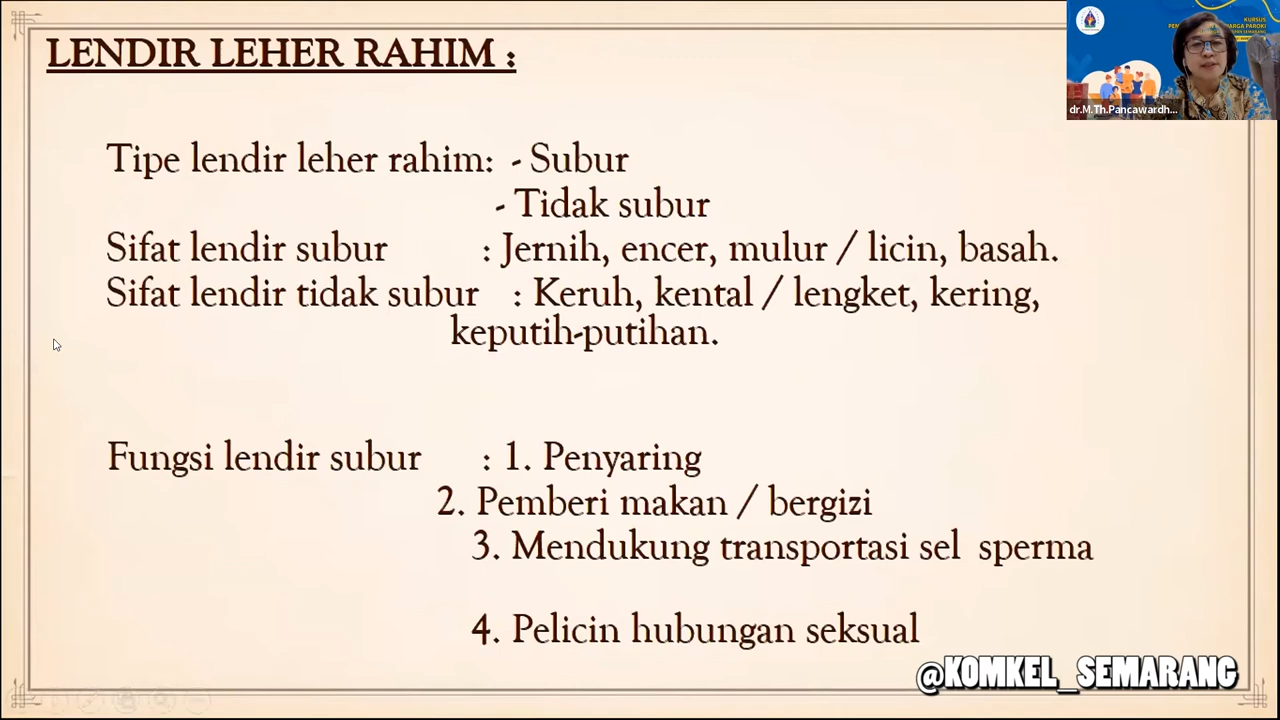 LENDIR LEHER RAHIM :
Tipe lendir leher rahim: - Subur
- Tidak subur
Sifat lendir subur : Jernih, encer, mulur / licin, basah.
Sifat lendir tidak subur : Keruh, kental / lengket, kering,
keputih-putihan.
Fungsi lendir subur : 1. Penyaring
2. Pemberi makan / bergizi
3. Mendukung transportasi sel sperma
4. Pelicin hubungan seksual
@KOMKEL_SEMARANG
KURSUS
dr.M.Th.Pancawardh...